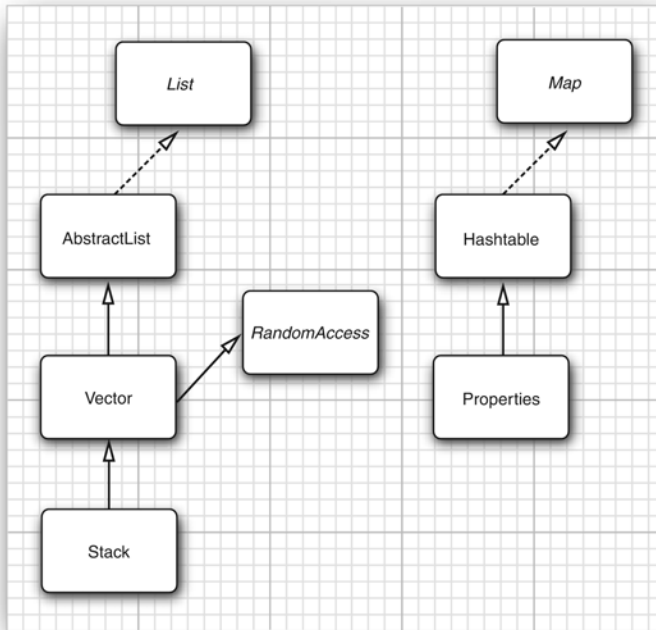 List
Map
AbstractList
Hashtable
RandomAccess
Vector
Properties
Stack